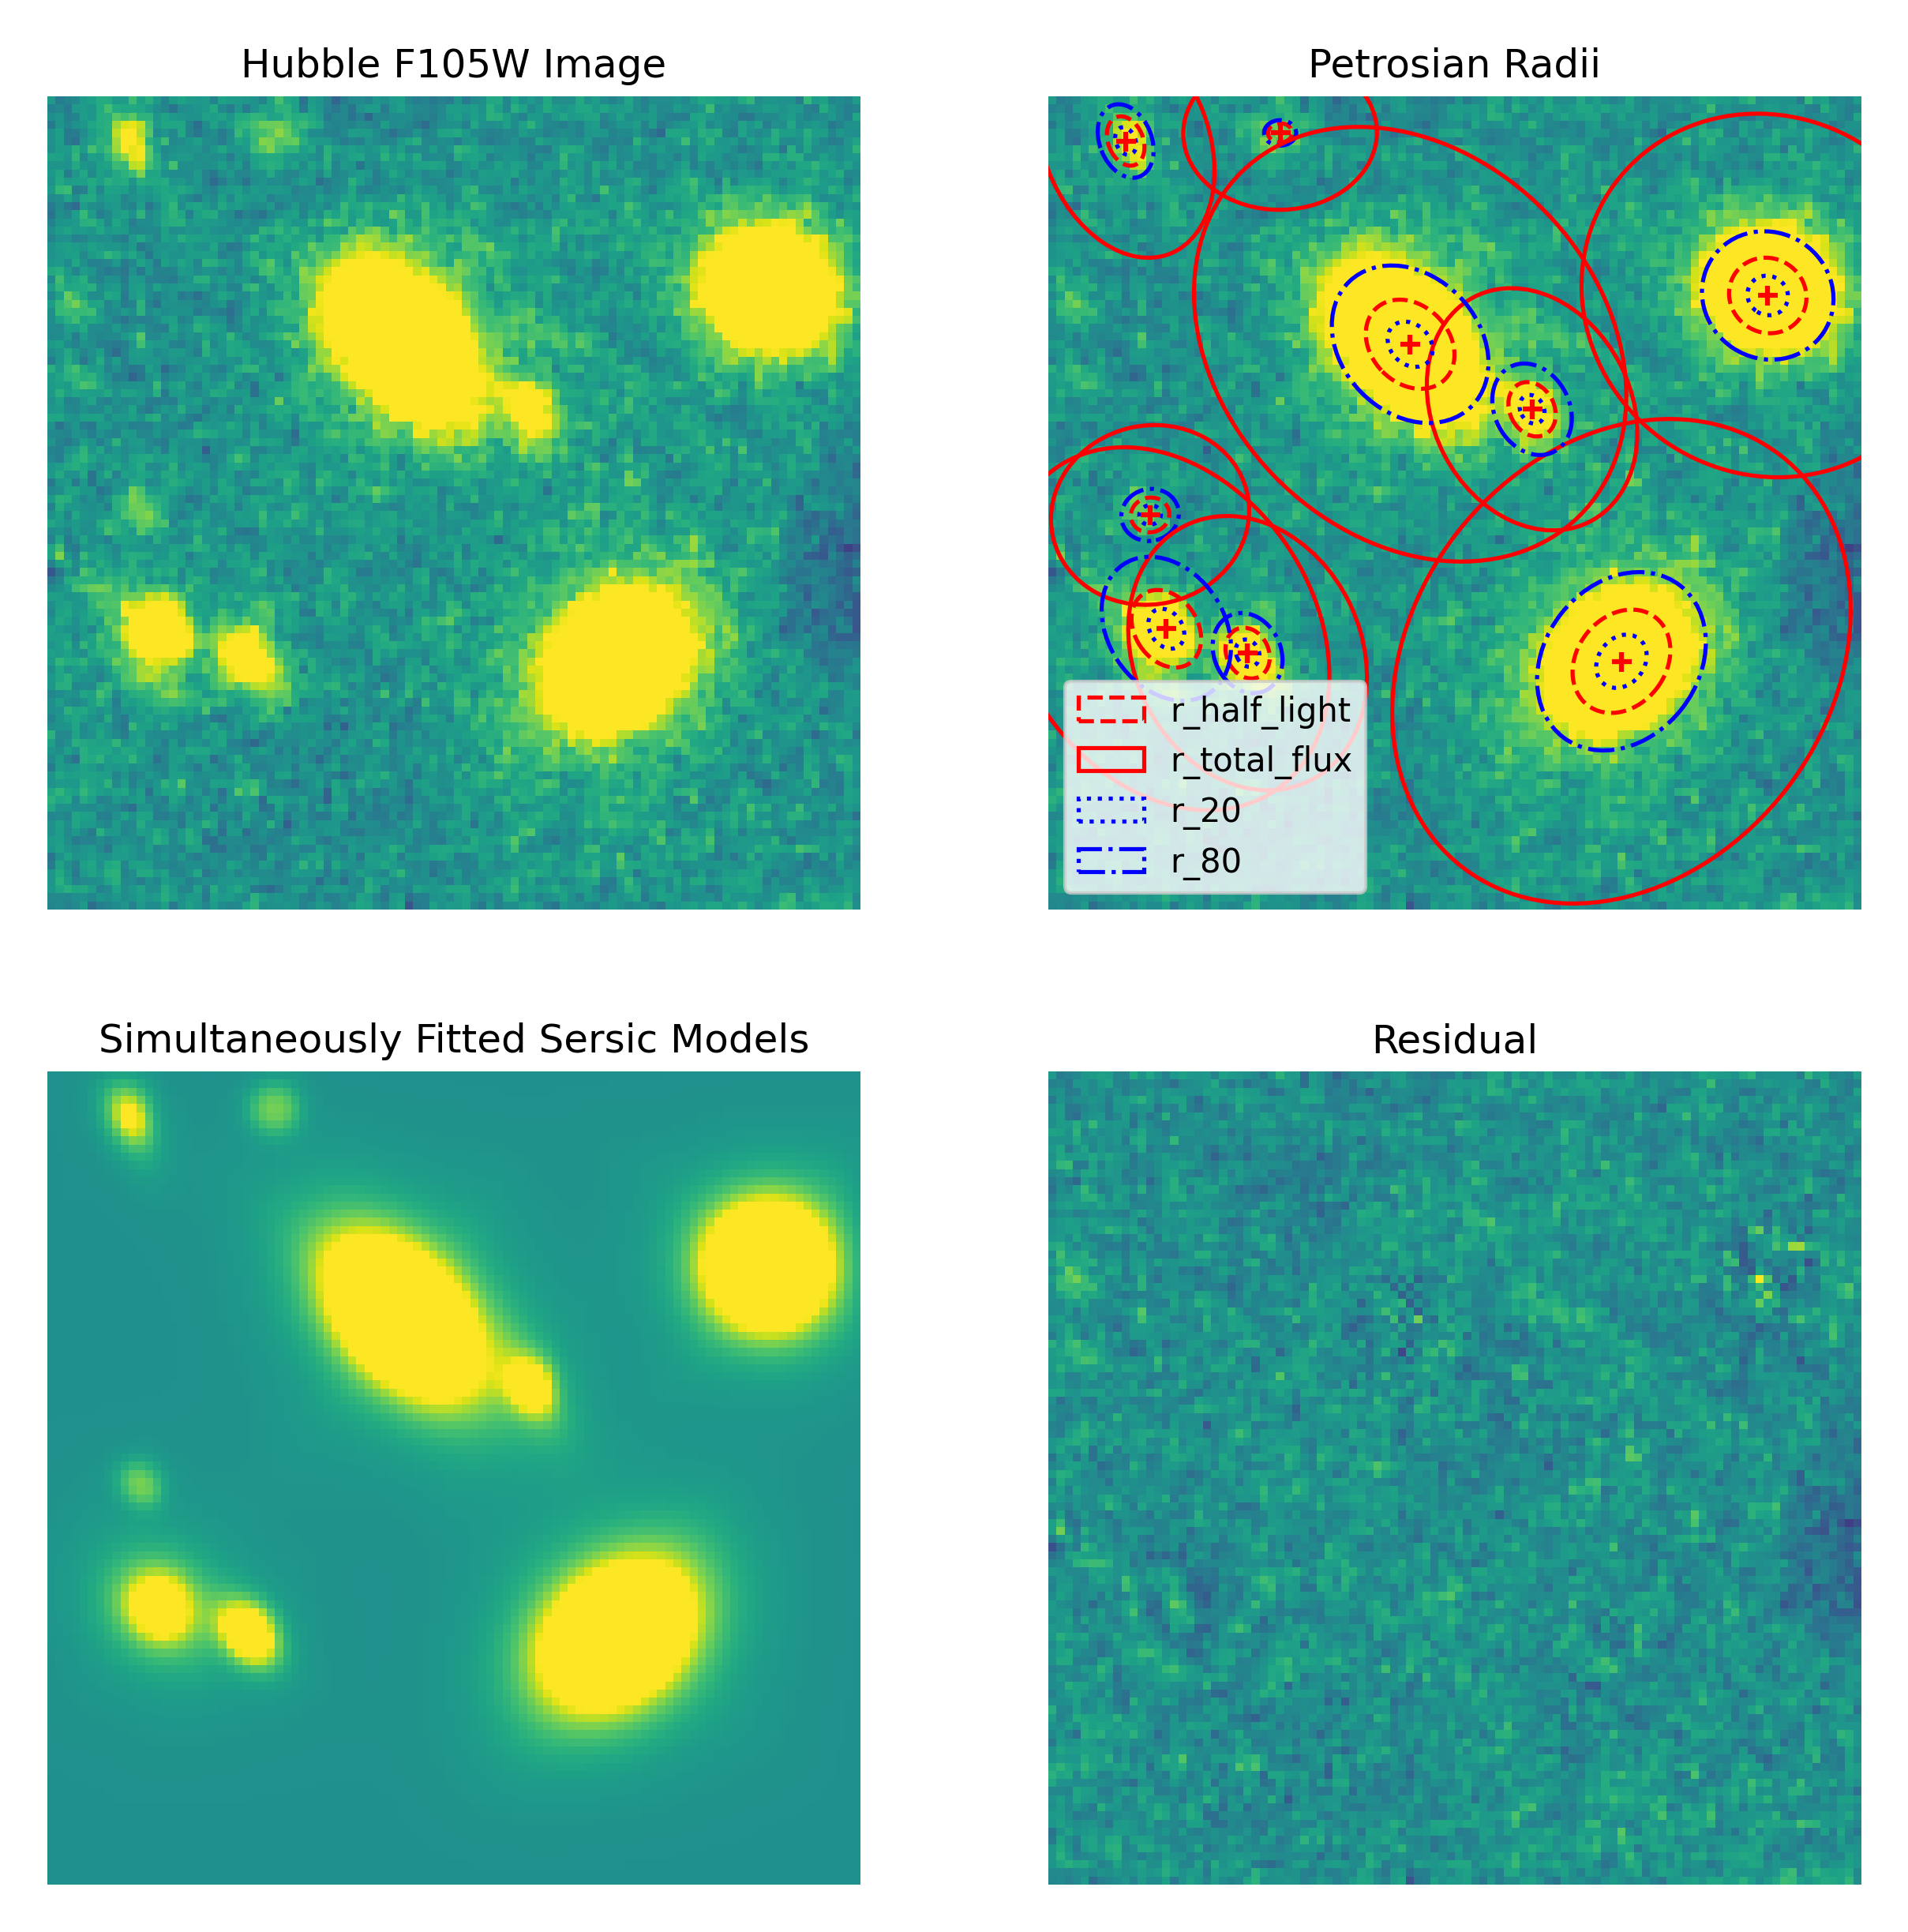 Hubble F105W Image
Petrosian Radii
r_half_light
r_total_flux
r_20
r_80
Simultaneously Fitted Sersic Models
Residual